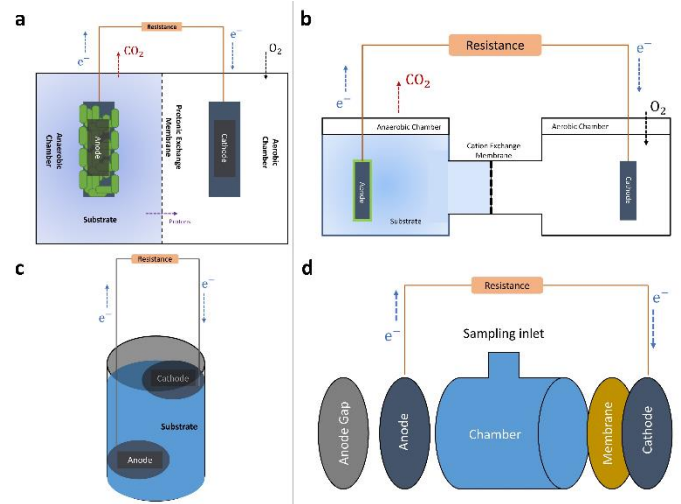 a
Resistance
e⁻
CO₂
e⁻
O₂
Anaerobic
Chamber
Anode
Protonic Exchange
Membrane
Cathode
Aerobic
Chamber
Substrate
Protons
b
Resistance
e⁻
CO₂
e⁻
O₂
Anaerobic Chamber
Aerobic Chamber
Cation Exchange
Membrane
Anode
Cathode
Substrate
c
Resistance
e⁻
e⁻
Cathode
Substrate
Anode
d
Resistance
e⁻
e⁻
Sampling inlet
Anode Gap
Anode
Chamber
Membrane
Cathode